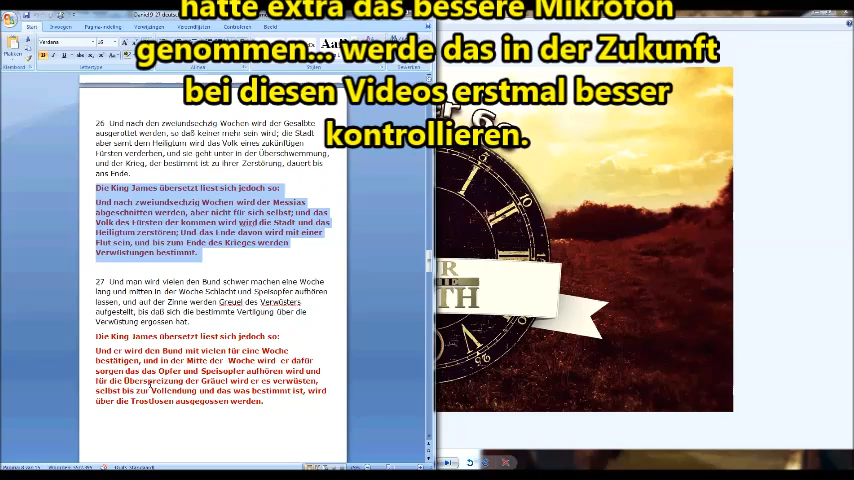 hatte extra das bessere Mikrofon
genommen... werde das in der Zukunft
bei diesen Videos erstmal besser
kontrollieren.
Start
Verdana
26 Und nach den zweiundsechzig Wochen wird der Gesalbte
ausgerottet werden, so daß keiner mehr sein wird; die Stadt
aber samt dem Heiligtum wird das Volk eines zukünftigen
Fürsten verderben, und sie geht unter in der Überschwemmung,
und der Krieg, der bestimmt ist zu ihrer Zerstörung, dauert bis
ans Ende.
Die King James übersetzt liest sich jedoch so:
Und nach zweiundsechzig Wochen wird der Messias
abgeschnitten werden, aber nicht für sich selbst; und das
Volk des Fürsten der kommen wird wird die Stadt und das
Heiligtum zerstören; Und das Ende davon wird mit einer
Flut sein, und bis zum Ende des Krieges werden
Verwüstungen bestimmt.
27 Und man wird vielen den Bund schwer machen eine Woche
lang und mitten in der Woche Schlacht und Speisopfer aufhören
lassen, und auf der Zinne werden Greuel des Verwüsters
aufgestellt, bis daß sich die bestimmte Vertilgung über die
Verwüstung ergossen hat.
Die King James übersetzt liest sich jedoch so:
Und er wird den Bund mit vielen für eine Woche
bestätigen, und in der Mitte der Woche wird er dafür
sorgen das das Opfer und Speisopfer aufhören wird und
für die Überspreizung der Gräuel wird er es verwüsten,
selbst bis zur Vollendung und das was bestimmt ist, wird
über die Trostlosen ausgegossen werden.